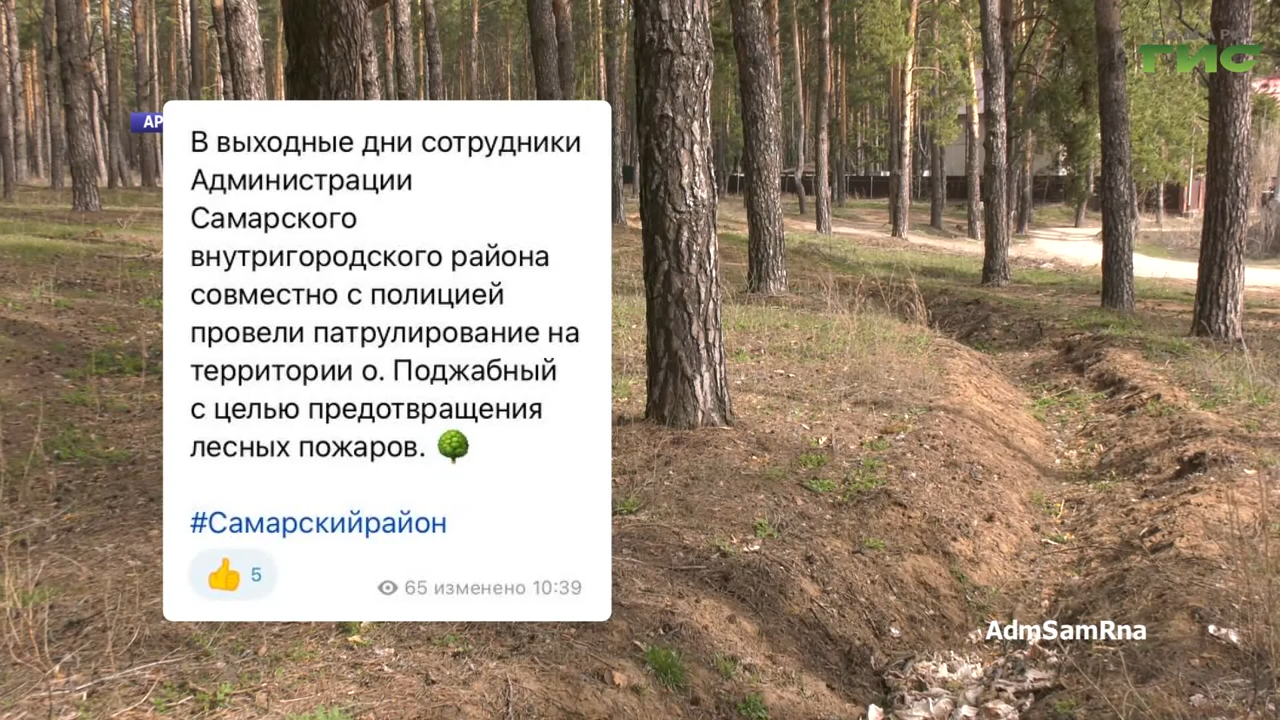 ГИС
АР
В выходные дни сотрудники
Администрации
Самарского
внутригородского района
совместно с полицией
провели патрулирование на
территории о. Поджабный
с целью предотвращения
лесных пожаров.
#Самарскийрайон
5
65 изменено 10:39
AdmSamRna